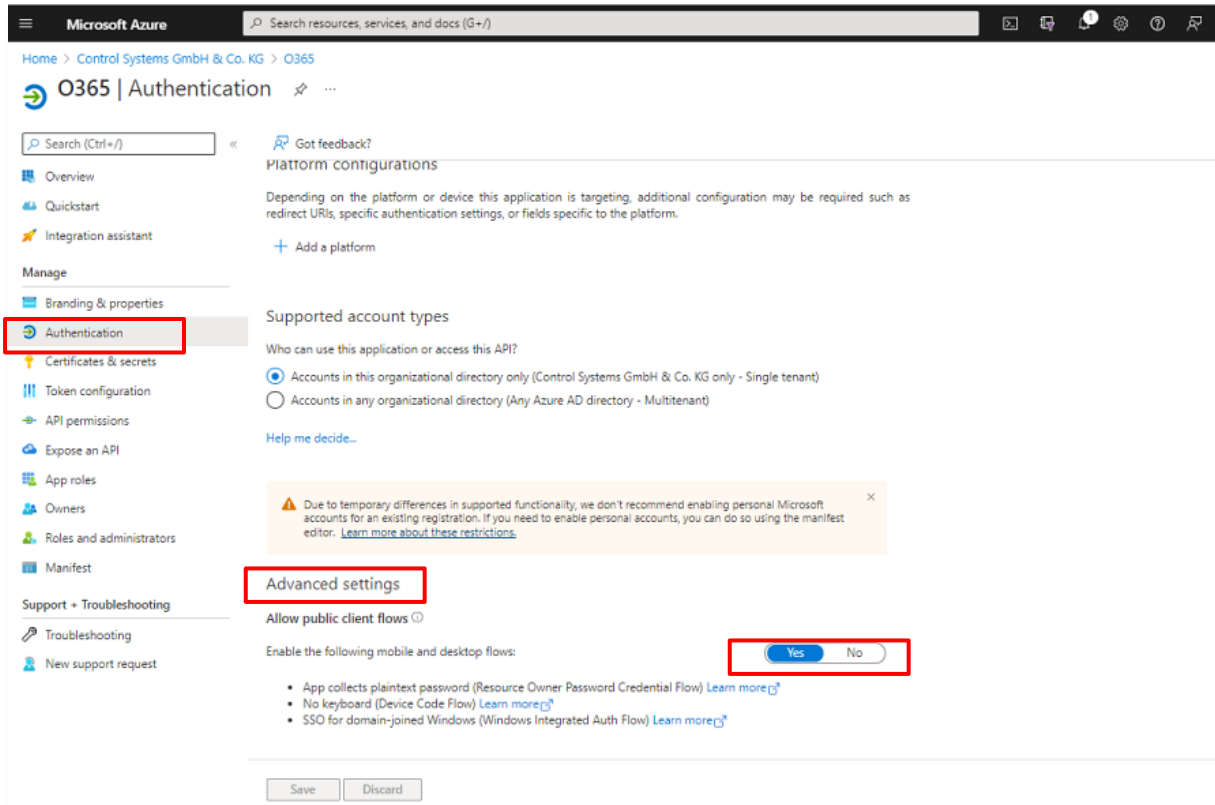 Microsoft Azure
Search resources, services, and docs (G+/)
1
Home > Control Systems GmbH & Co. KG > O365
O365 | Authentication
Search (Ctrl+/)
«
Overview
Quickstart
Integration assistant
Manage
Branding & properties
Authentication
Certificates & secrets
Token configuration
API permissions
Expose an API
App roles
Owners
Roles and administrators
Manifest
Support + Troubleshooting
Troubleshooting
New support request
Got feedback?
Platform configurations
Depending on the platform or device this application is targeting, additional configuration may be required such as
redirect URIs, specific authentication settings, or fields specific to the platform.
Add a platform
Supported account types
Who can use this application or access this API?
Accounts in this organizational directory only (Control Systems GmbH & Co. KG only - Single tenant)
Accounts in any organizational directory (Any Azure AD directory - Multitenant)
Help me decide...
Due to temporary differences in supported functionality, we don't recommend enabling personal Microsoft
accounts for an existing registration. If you need to enable personal accounts, you can do so using the manifest
editor. Learn more about these restrictions.
Advanced settings
Allow public client flows
Enable the following mobile and desktop flows:
Yes No
• App collects plaintext password (Resource Owner Password Credential Flow) Learn more
• No keyboard (Device Code Flow) Learn more
• SSO for domain-joined Windows (Windows Integrated Auth Flow) Learn more
Save Discard